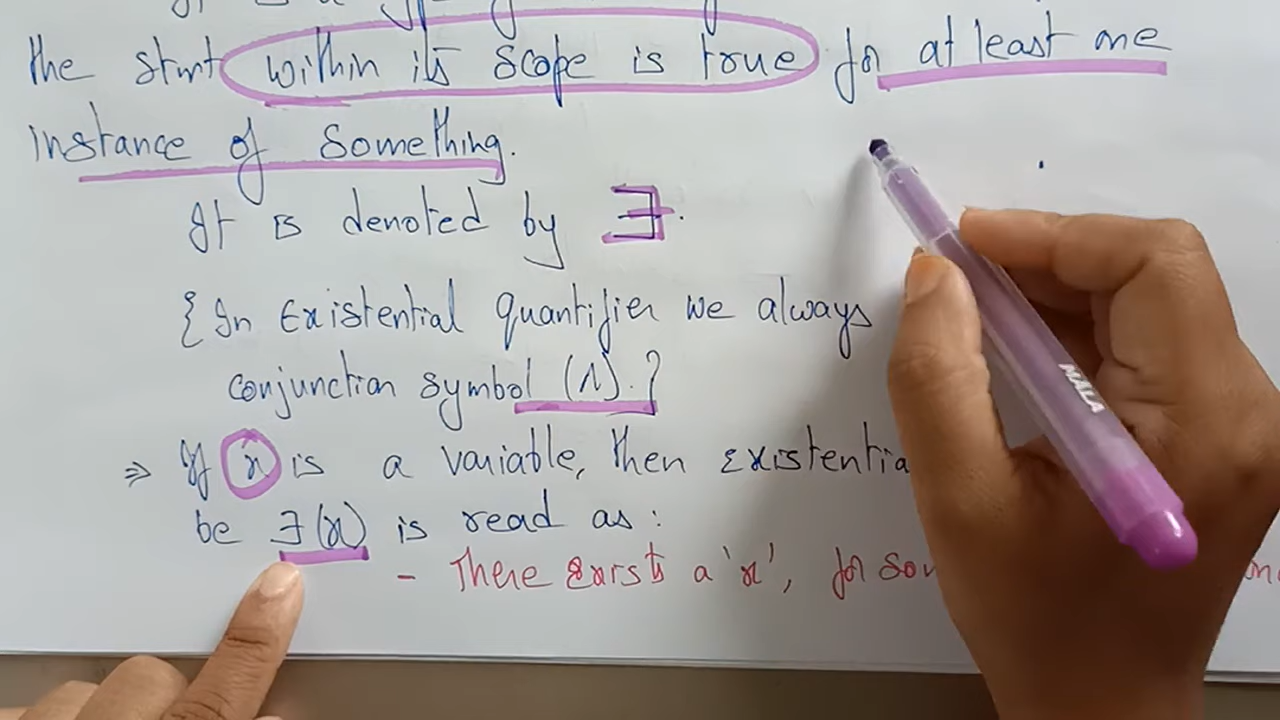 the stmt within its scope is true for at least one
instance of something.
It is denoted by ∃.
{In Existential quantifier we always
conjunction symbol (∧).}
⇒ If x is a variable, then Existentia
be ∃(x) is read as :
- There Exists a 'x', for
MALA